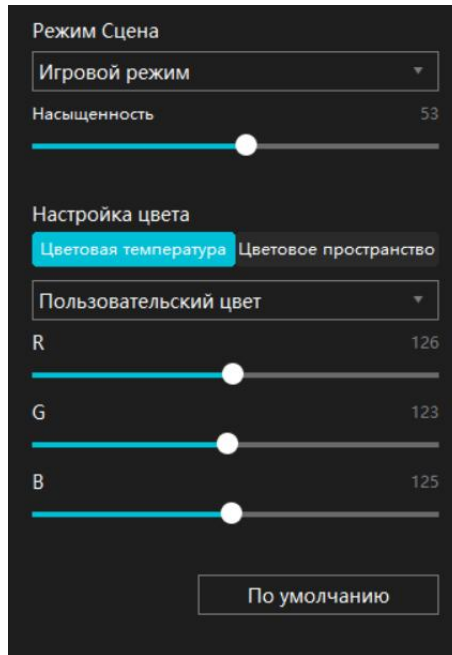 Режим Сцена
Игровой режим
Насыщенность 53
Настройка цвета
Цветовая температура Цветовое пространство
Пользовательский цвет
R 126
G 123
B 125
По умолчанию